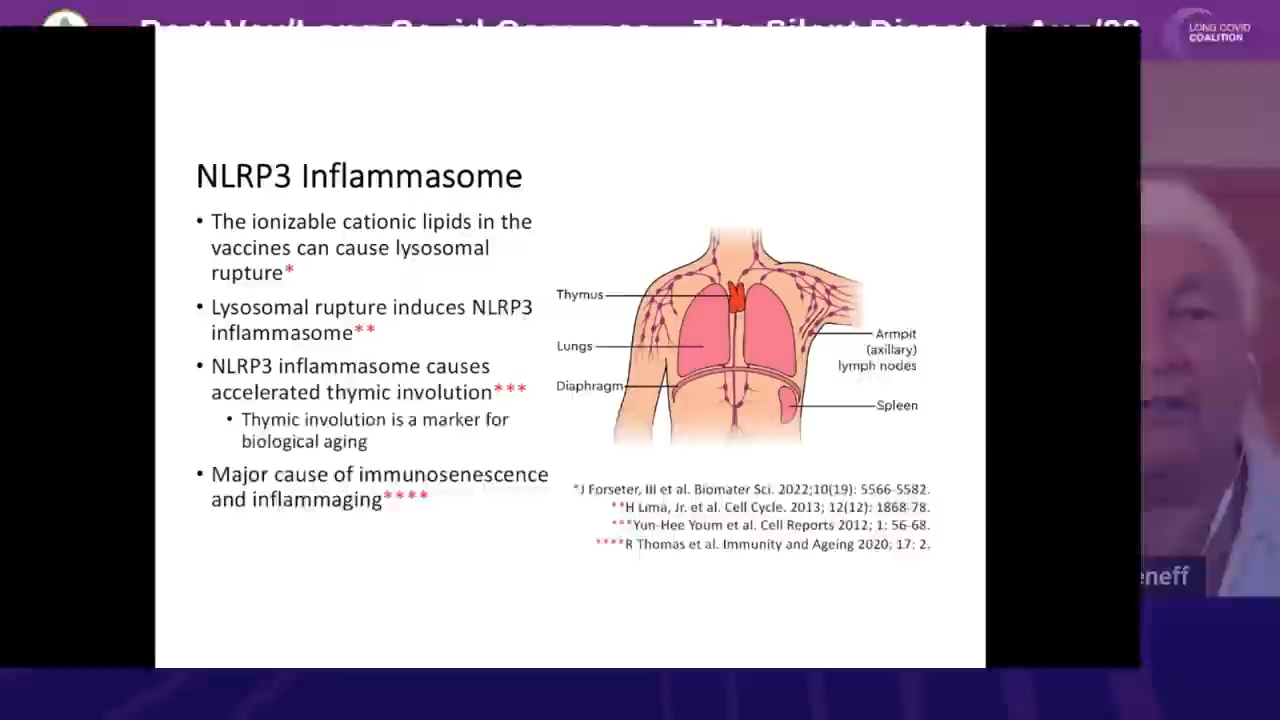 LONG COVID
COALITION
NLRP3 Inflammasome
• The ionizable cationic lipids in the
vaccines can cause lysosomal
rupture*
• Lysosomal rupture induces NLRP3
inflammasome**
• NLRP3 inflammasome causes
accelerated thymic involution***
• Thymic involution is a marker for
biological aging
• Major cause of immunosenescence
and inflammaging****
Thymus
Lungs
Diaphragm
Armpit
(axillary)
lymph nodes
Spleen
*J Forseter, III et al. Biomater Sci. 2022;10(19): 5566-5582.
**H Lima, Jr. et al. Cell Cycle. 2013; 12(12): 1868-78.
***Yun-Hee Youm et al. Cell Reports 2012; 1: 56-68.
****R Thomas et al. Immunity and Ageing 2020; 17: 2.
eneff